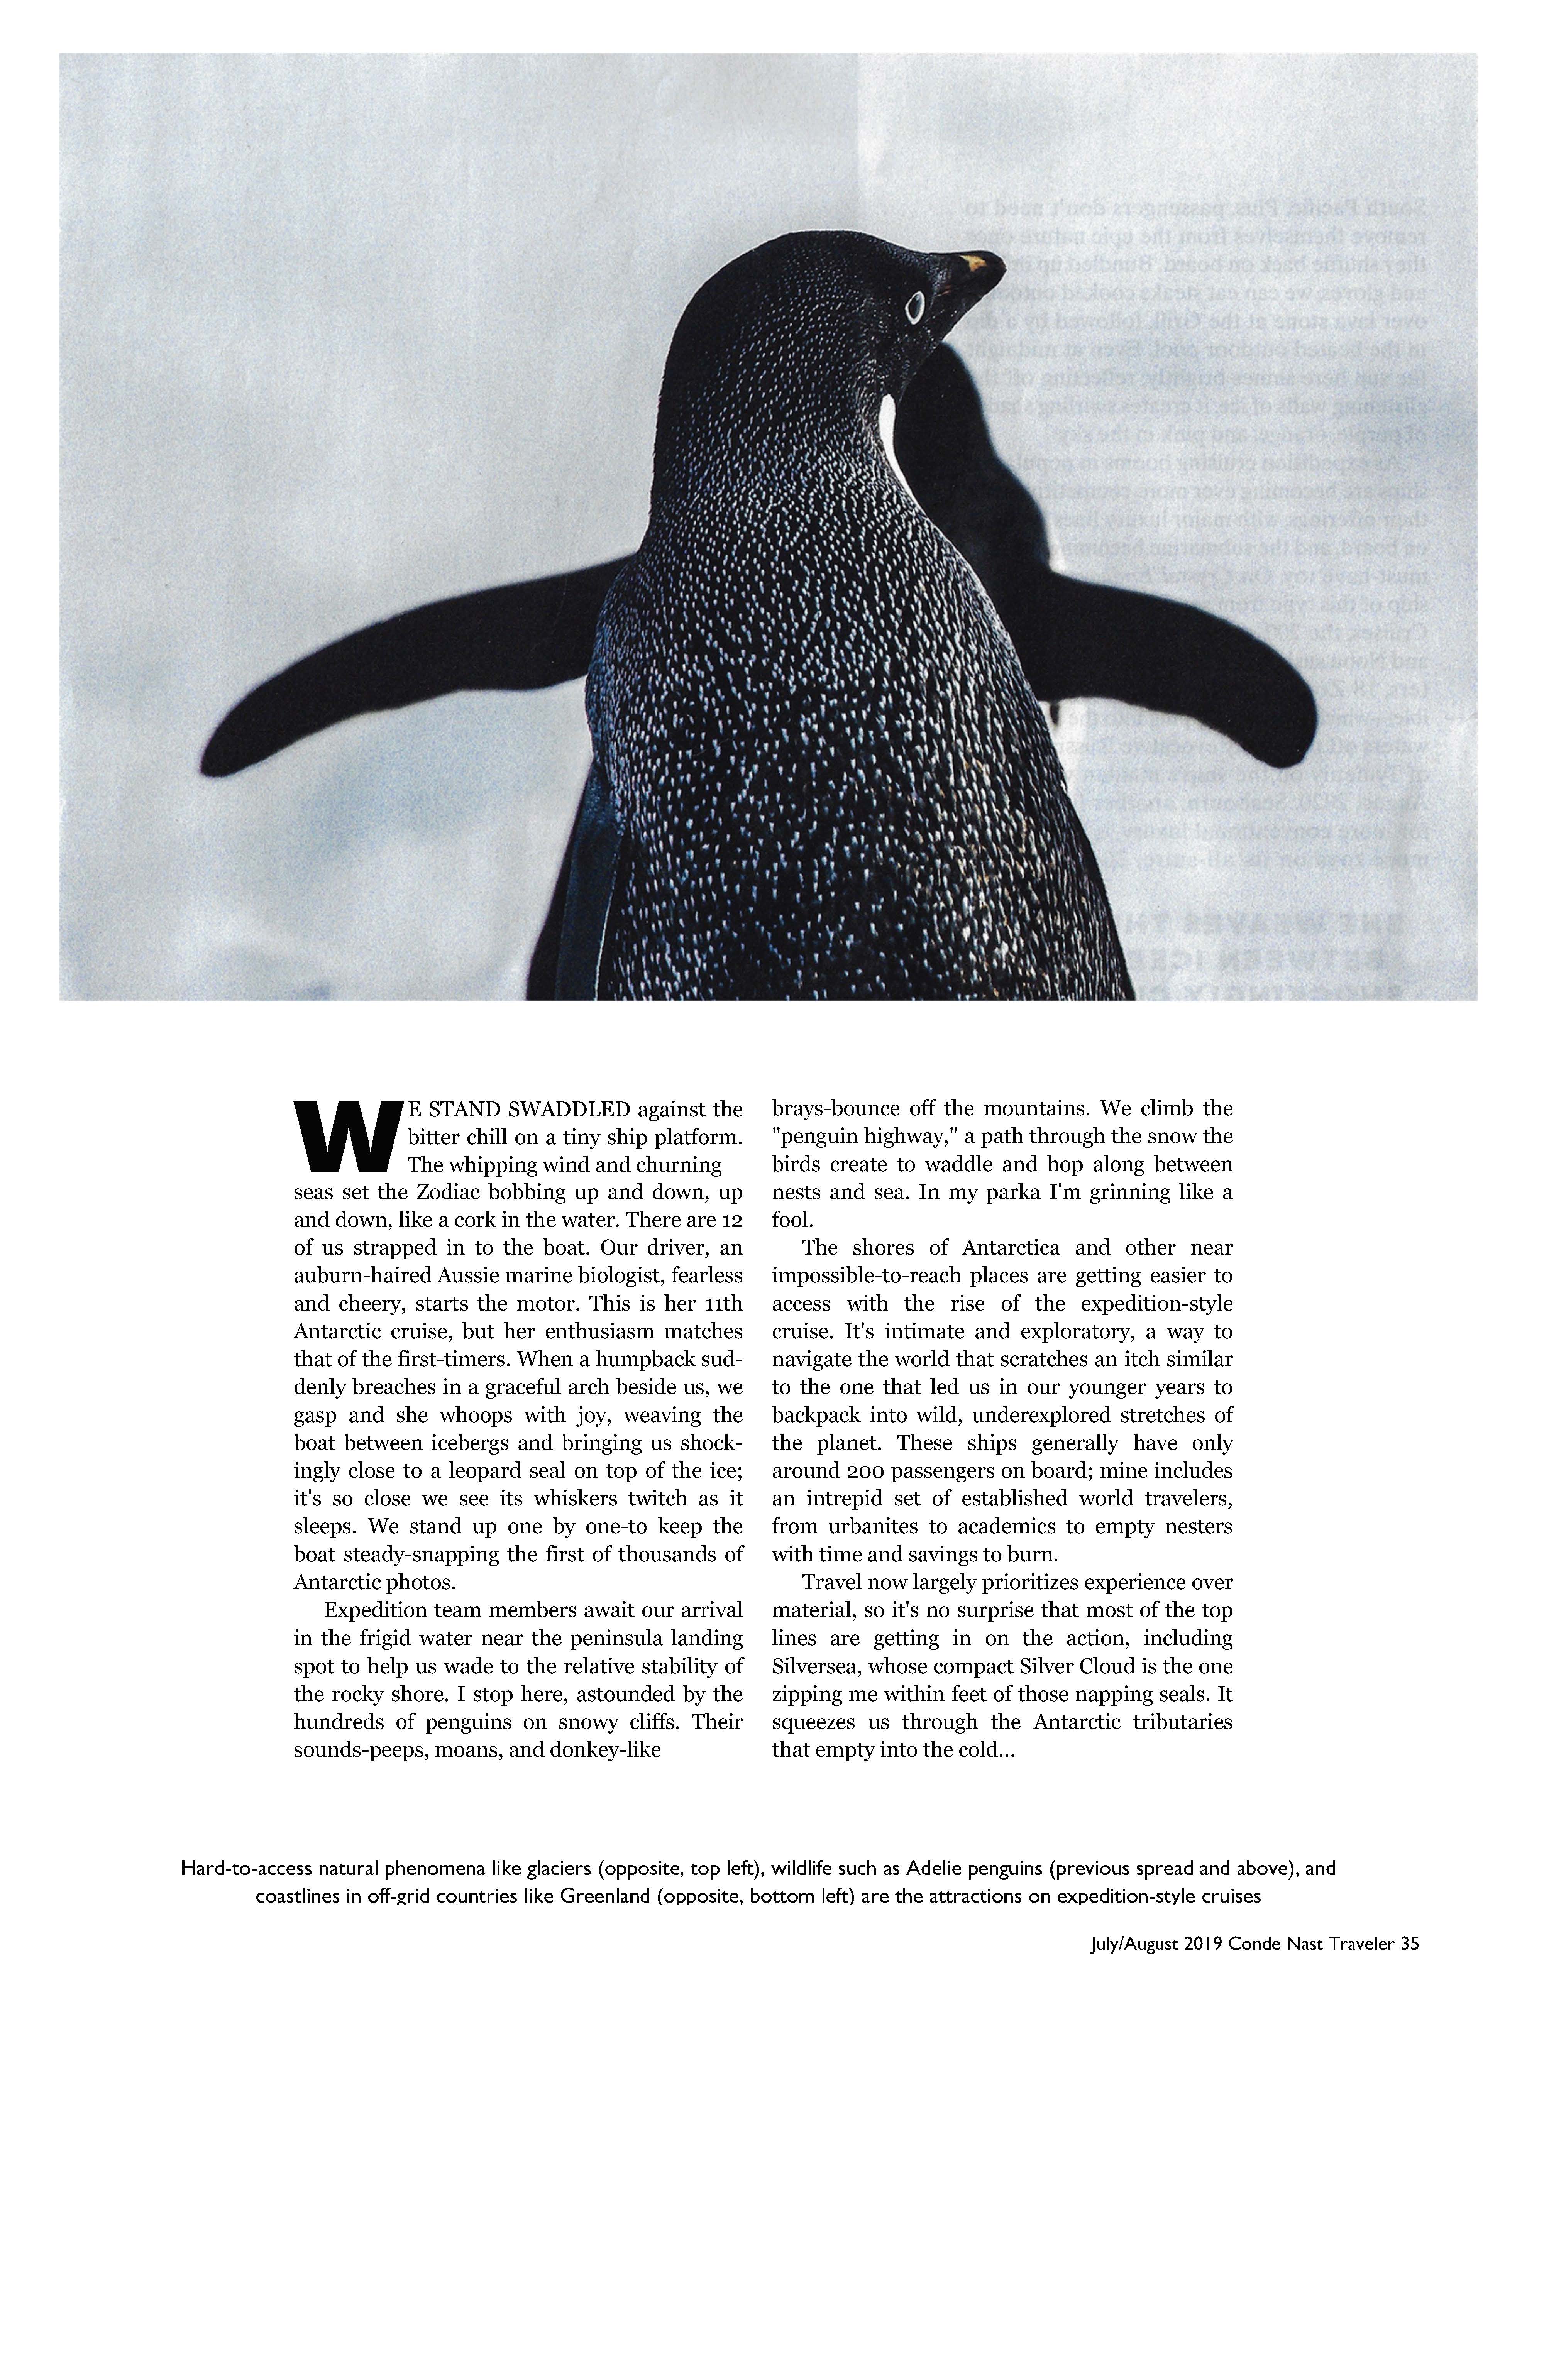 WE STAND SWADDLED against the
bitter chill on a tiny ship platform.
The whipping wind and churning
seas set the Zodiac bobbing up and down, up
and down, like a cork in the water. There are 12
of us strapped in to the boat. Our driver, an
auburn-haired Aussie marine biologist, fearless
and cheery, starts the motor. This is her 11th
Antarctic cruise, but her enthusiasm matches
that of the first-timers. When a humpback sud-
denly breaches in a graceful arch beside us, we
gasp and she whoops with joy, weaving the
boat between icebergs and bringing us shock-
ingly close to a leopard seal on top of the ice;
it's so close we see its whiskers twitch as it
sleeps. We stand up one by one-to keep the
boat steady-snapping the first of thousands of
Antarctic photos.
Expedition team members await our arrival
in the frigid water near the peninsula landing
spot to help us wade to the relative stability of
the rocky shore. I stop here, astounded by the
hundreds of penguins on snowy cliffs. Their
sounds-peeps, moans, and donkey-like
brays-bounce off the mountains. We climb the
"penguin highway," a path through the snow the
birds create to waddle and hop along between
nests and sea. In my parka I'm grinning like a
fool.
The shores of Antarctica and other near
impossible-to-reach places are getting easier to
access with the rise of the expedition-style
cruise. It's intimate and exploratory, a way to
navigate the world that scratches an itch similar
to the one that led us in our younger years to
backpack into wild, underexplored stretches of
the planet. These ships generally have only
around 200 passengers on board; mine includes
an intrepid set of established world travelers,
from urbanites to academics to empty nesters
with time and savings to burn.
Travel now largely prioritizes experience over
material, so it's no surprise that most of the top
lines are getting in on the action, including
Silversea, whose compact Silver Cloud is the one
zipping me within feet of those napping seals. It
squeezes us through the Antarctic tributaries
that empty into the cold...
Hard-to-access natural phenomena like glaciers (opposite, top left), wildlife such as Adelie penguins (previous spread and above), and
coastlines in off-grid countries like Greenland (opposite, bottom left) are the attractions on expedition-style cruises
July/August 2019 Conde Nast Traveler 35